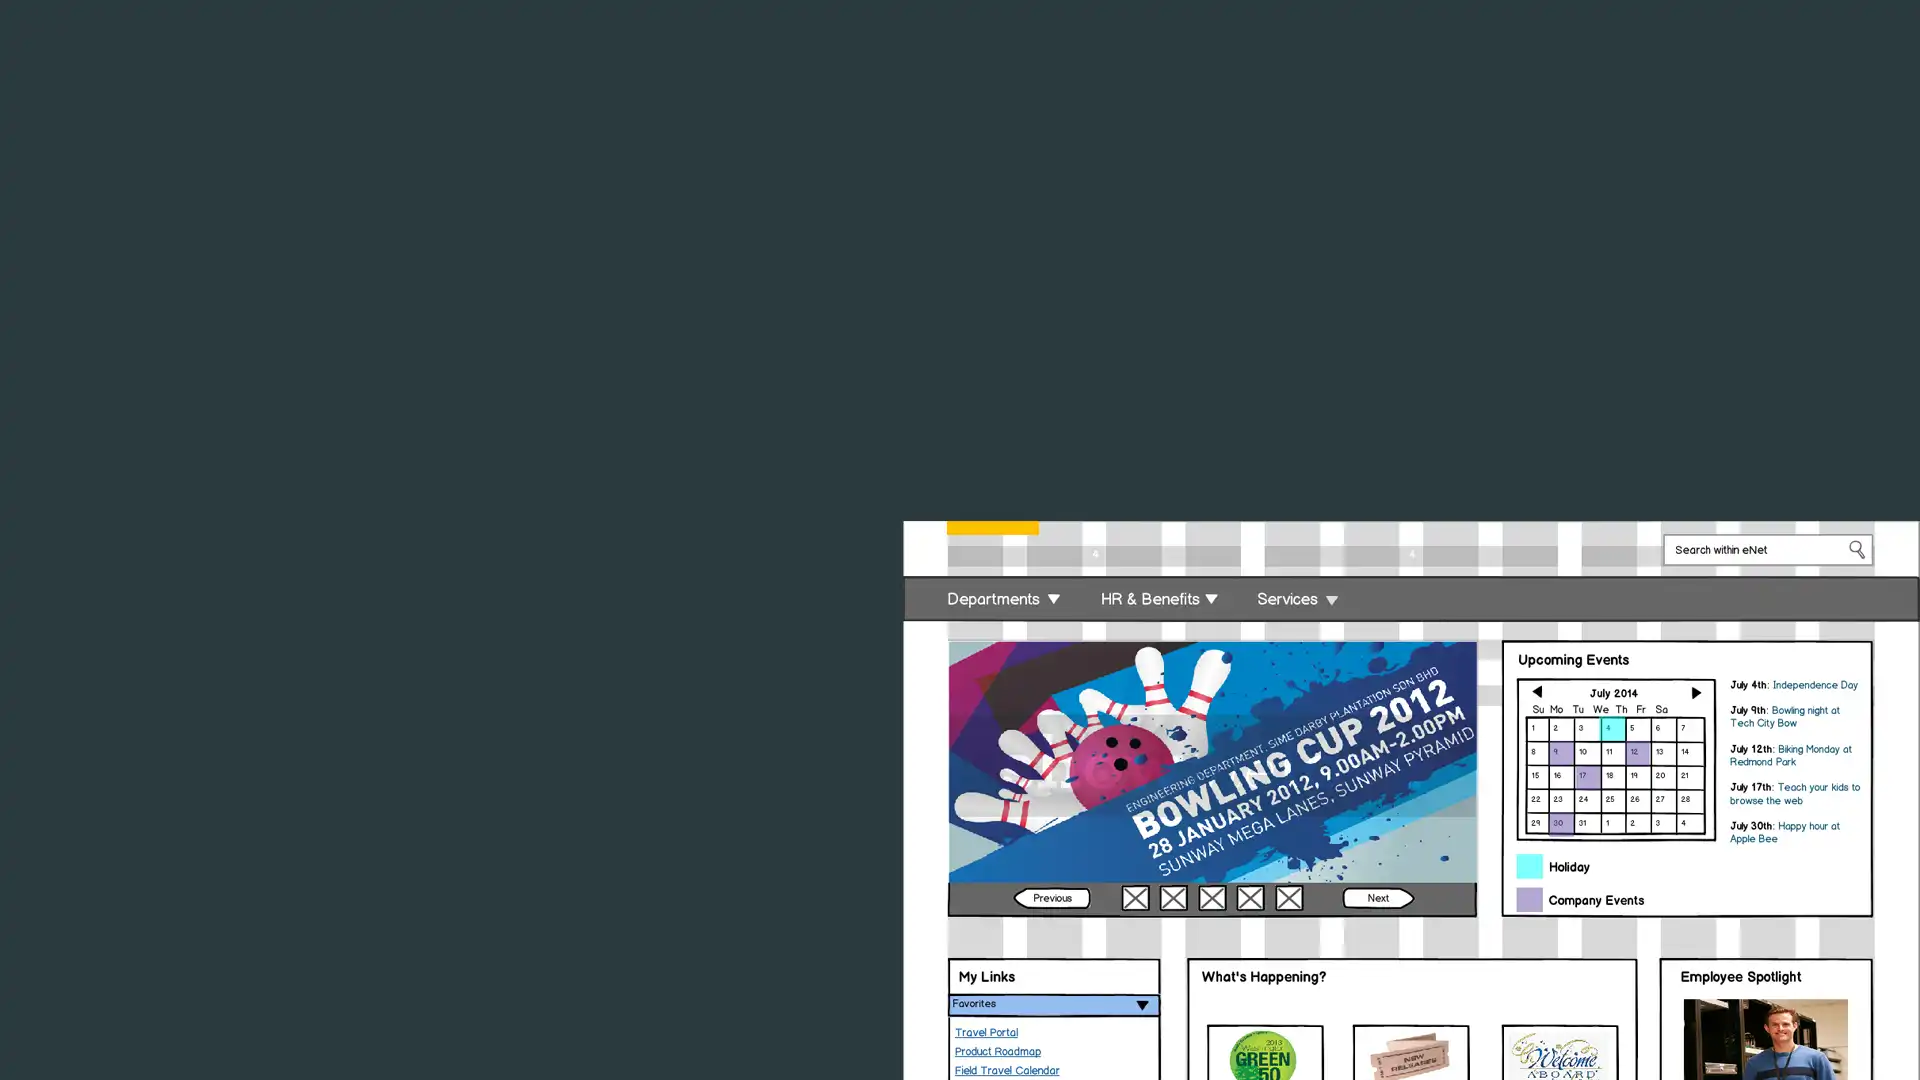 4
4
Search within eNet
Departments
HR & Benefits
Services
ENGINEERING DEPARTMENT, SIME DARBY PLANTATION SDN BHD
BOWLING CUP 2012
28 JANUARY 2012, 9.00AM-2.00PM
SUNWAY MEGA LANES, SUNWAY PYRAMID
Previous
Next
Upcoming Events
July 2014
Su Mo Tu We Th Fr Sa
1 2 3 4 5 6 7
8 9 10 11 12 13 14
15 16 17 18 19 20 21
22 23 24 25 26 27 28
29 30 31 1 2 3 4
Holiday
Company Events
July 4th: Independence Day
July 9th: Bowling night at
Tech City Bow
July 12th: Biking Monday at
Redmond Park
July 17th: Teach your kids to
browse the web
July 30th: Happy hour at
Apple Bee
My Links
Favorites
Travel Portal
Product Roadmap
Field Travel Calendar
What's Happening?
2013
Washington
GREEN
50
NEW
RELEASES
Welcome
ABOARD
Employee Spotlight